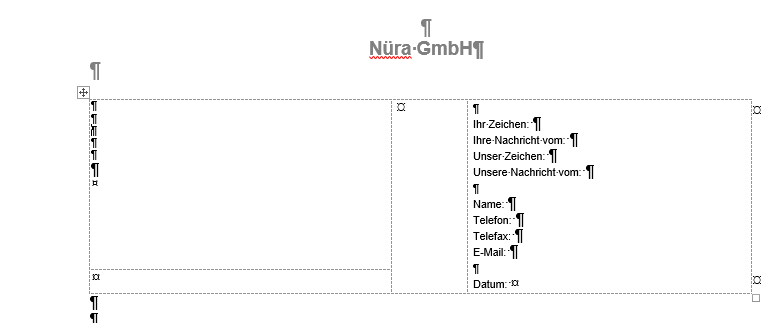 Nüra GmbH
Ihr Zeichen:
Ihre Nachricht vom:
Unser Zeichen:
Unsere Nachricht vom:
Name:
Telefon:
Telefax:
E-Mail:
Datum: